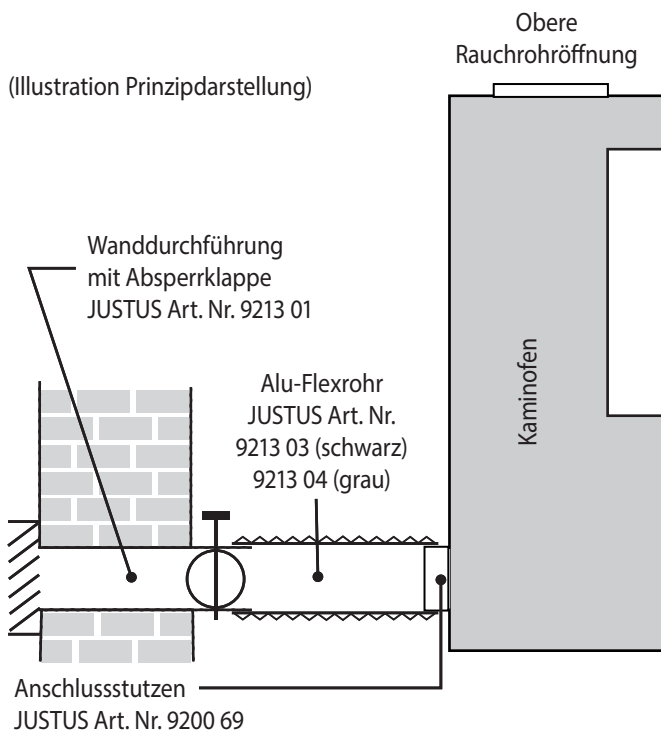 Obere
Rauchrohröffnung
(Illustration Prinzipdarstellung)
Wanddurchführung
mit Absperrklappe
JUSTUS Art. Nr. 9213 01
Alu-Flexrohr
JUSTUS Art. Nr.
9213 03 (schwarz)
9213 04 (grau)
Kaminofen
Anschlussstutzen
JUSTUS Art. Nr. 9200 69